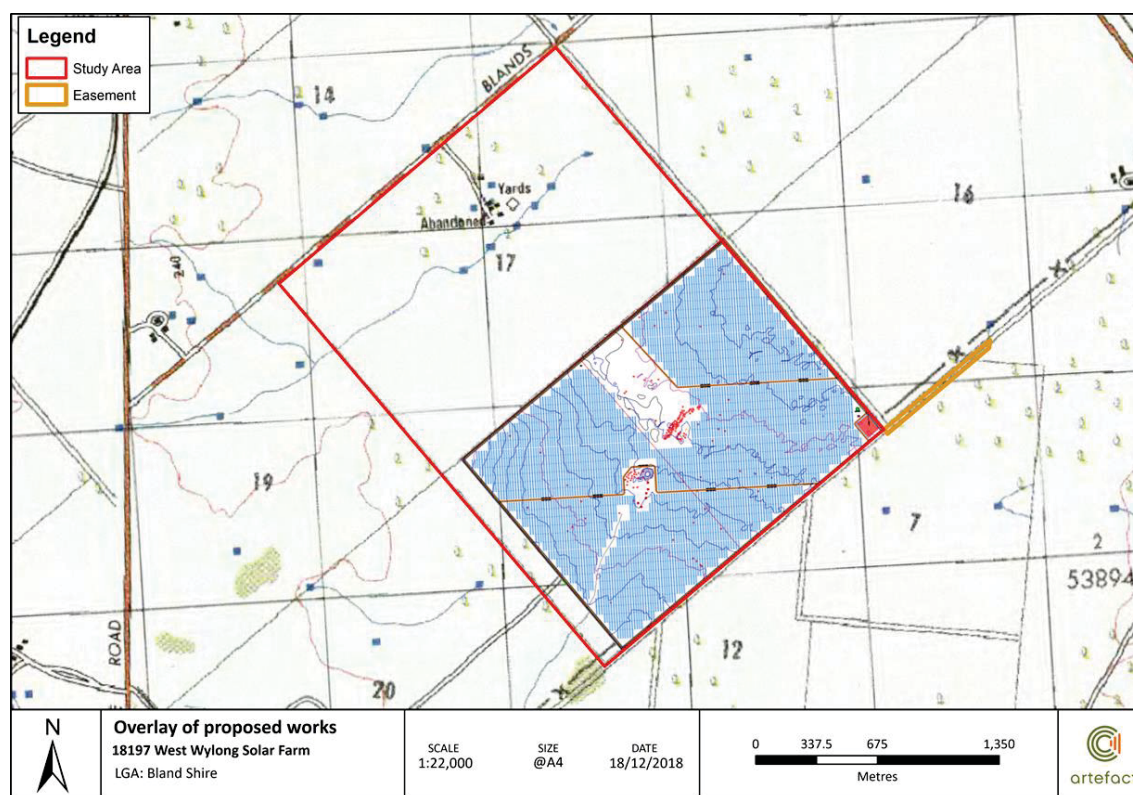 Legend
Study Area
Easement
BLANDS
14
16
Yards
Abandoned
17
240
19
7
2
53894
ROAD
12
20
N
Overlay of proposed works
18197 West Wylong Solar Farm
LGA: Bland Shire
SCALE
1:22,000
SIZE
@A4
DATE
18/12/2018
0 337.5 675 1,350
Metres
artefact